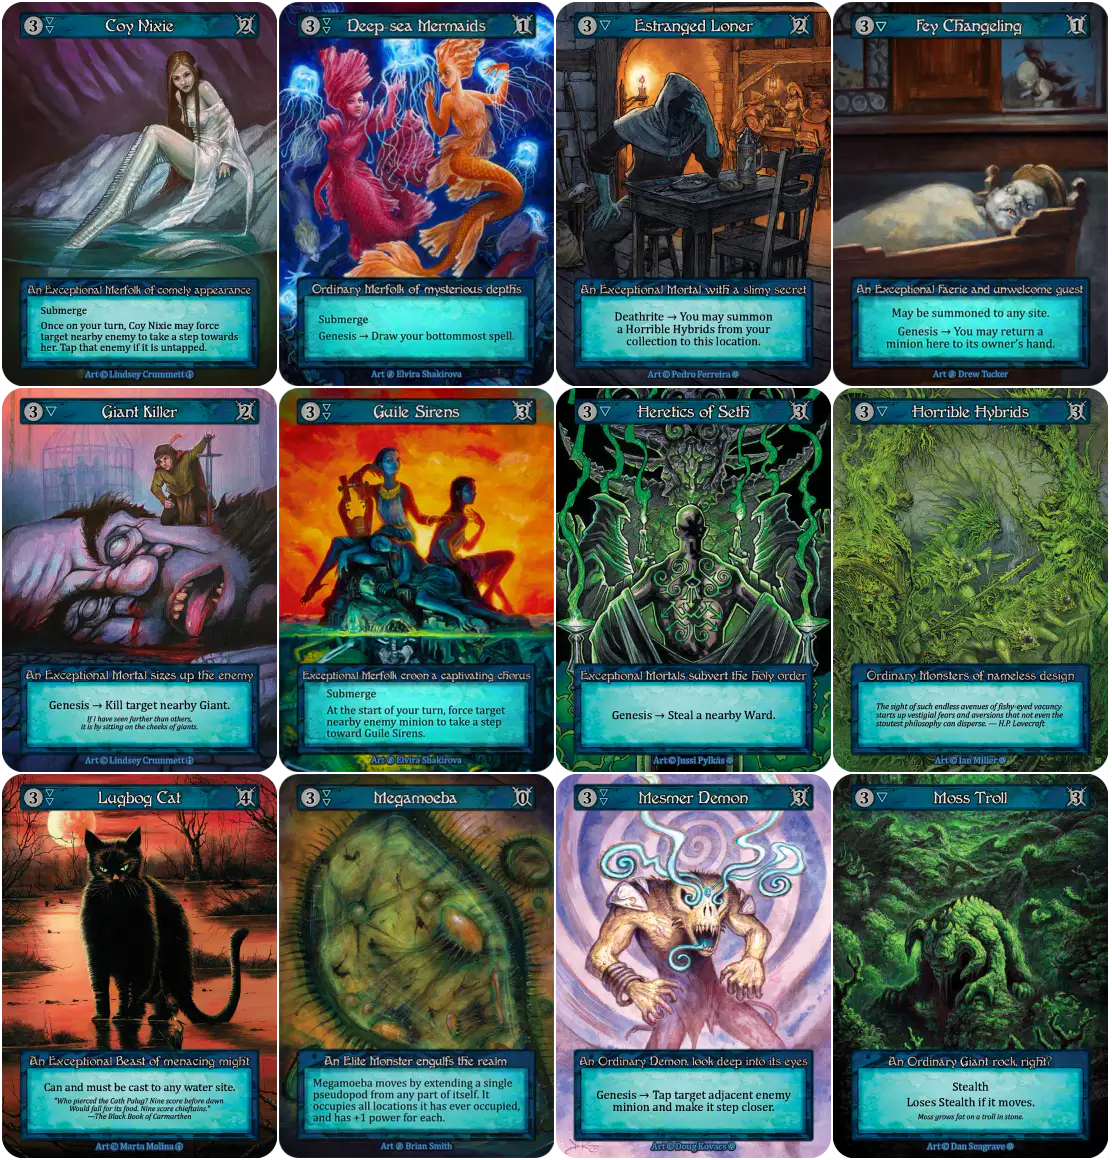 3 Coy Nixie 2
An Exceptional Merfolk of comely appearance
Submerge
Once on your turn, Coy Nixie may force
target nearby enemy to take a step towards
her. Tap that enemy if it is untapped.
Art © Lindsey Crummett
3 Deep-sea Mermaids 1
Ordinary Merfolk of mysterious depths
Submerge
Genesis → Draw your bottommost spell.
Art Elvira Shakirova
3 Estranged Loner 2
An Exceptional Mortal with a slimy secret
Deathrite → You may summon
a Horrible Hybrids from your
collection to this location.
Art © Pedro Ferreira
3 Fey Changeling 1
An Exceptional Faerie and unwelcome guest
May be summoned to any site.
Genesis → You may return a
minion here to its owner's hand.
Art Drew Tucker
3 Giant Killer 2
An Exceptional Mortal sizes up the enemy
Genesis → Kill target nearby Giant.
If I have seen farther than others,
it is by sitting on the cheeks of giants.
Art © Lindsey Crummett
3 Guile Sirens 3
Exceptional Merfolk croon a captivating chorus
Submerge
At the start of your turn, force target
nearby enemy minion to take a step
toward Guile Sirens.
Art Elvira Shakirova
3 Heretics of Seth 3
Exceptional Mortals subvert the holy order
Genesis → Steal a nearby Ward.
Art © Jussi Pylkäs
3 Horrible Hybrids 3
Ordinary Monsters of nameless design
The sight of such endless avenues of fishy-eyed vacancy
starts up vestigial fears and aversions that not even the
stoutest philosophy can disperse. — H.P. Lovecraft
Art © Ian Miller
3 Lugbog Cat 4
An Exceptional Beast of menacing might
Can and must be cast to any water site.
"Who pierced the Cath Palug? Nine score before dawn
Would fall for its food. Nine score chieftains."
—The Black Book of Carmarthen
Art © Marta Molina
3 Megamoeba 0
An Elite Monster engulfs the realm
Megamoeba moves by extending a single
pseudopod from any part of itself. It
occupies all locations it has ever occupied,
and has +1 power for each.
Art Brian Smith
3 Mesmer Demon 3
An Ordinary Demon, look deep into its eyes
Genesis → Tap target adjacent enemy
minion and make it step closer.
Art © Doug Kovacs
3 Moss Troll 3
An Ordinary Giant rock, right?
Stealth
Loses Stealth if it moves.
Moss grows fat on a troll in stone.
Art © Dan Seagrave